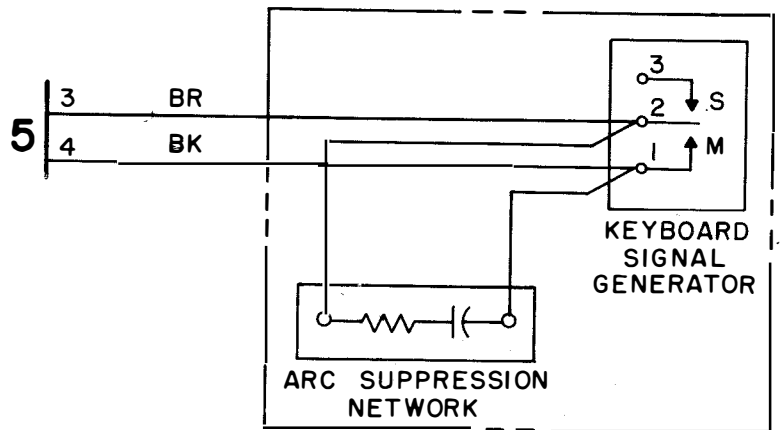 3 BR
5
4 BK
3
S
2
1 M
KEYBOARD
SIGNAL
GENERATOR
ARC SUPPRESSION
NETWORK